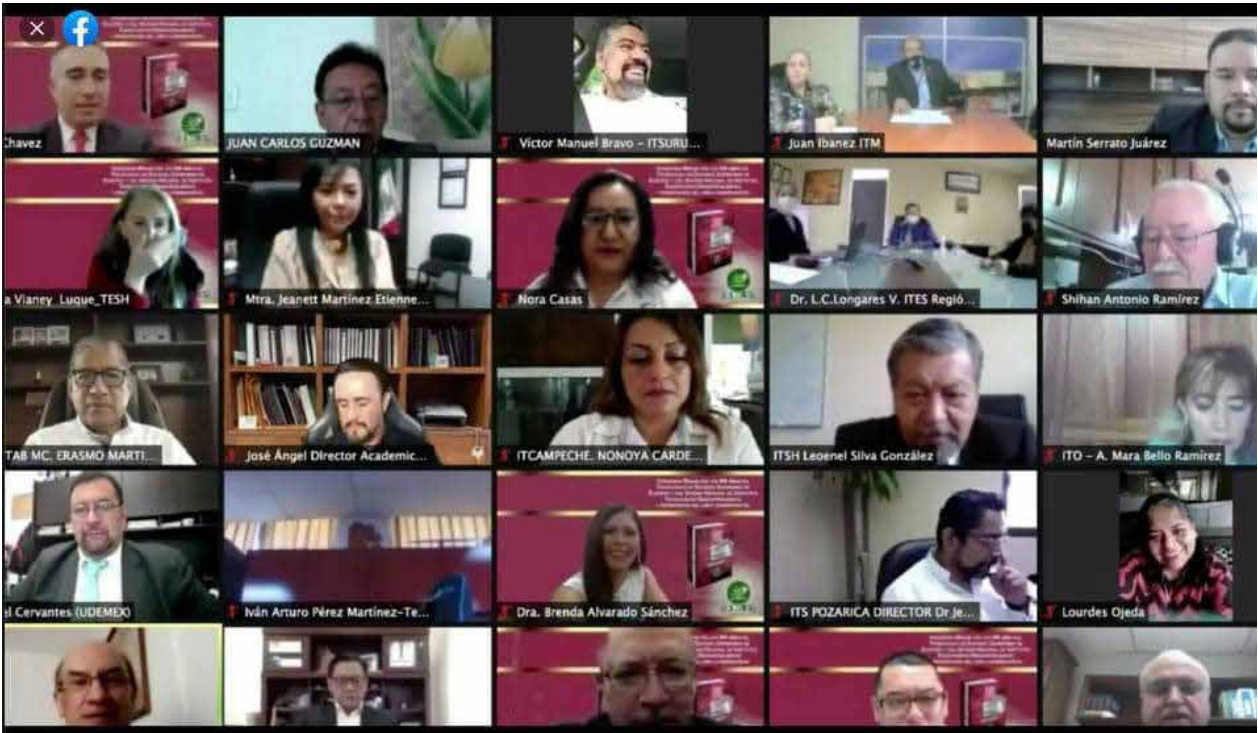 Chavez
JUAN CARLOS GUZMAN
Víctor Manuel Bravo - ITSURU...
Juan Ibanez ITM
Martín Serrato Juárez
a Vianey_Luque_TESH
Mtra. Jeanett Martínez Etienne...
Nora Casas
Dr. L.C.Longares V. ITES Regió...
Shihan Antonio Ramírez
TAB MC. ERASMO MARTI...
José Ángel Director Academic...
ITCAMPECHE. NONOYA CARDE...
ITSH Leoenel Silva González
ITO - A. Mara Bello Ramírez
el Cervantes (UDEMEX)
Iván Arturo Pérez Martínez-Te...
Dra. Brenda Alvarado Sánchez
ITS POZARICA DIRECTOR Dr Je...
Lourdes Ojeda